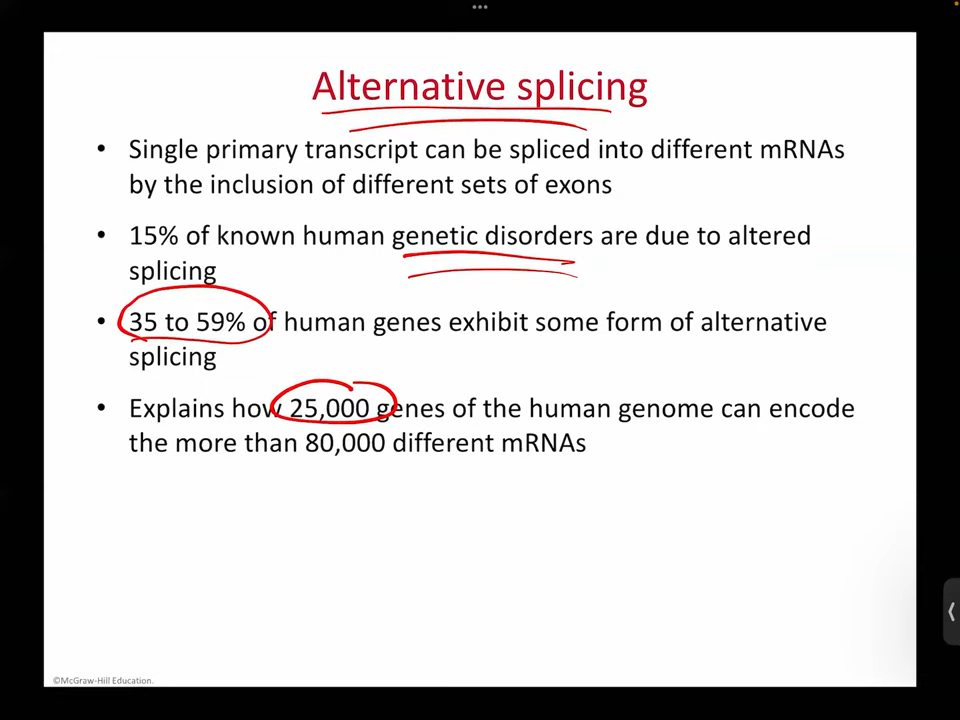 Alternative splicing
• Single primary transcript can be spliced into different mRNAs
by the inclusion of different sets of exons
• 15% of known human genetic disorders are due to altered
splicing
• 35 to 59% of human genes exhibit some form of alternative
splicing
• Explains how 25,000 genes of the human genome can encode
the more than 80,000 different mRNAs
©McGraw-Hill Education.